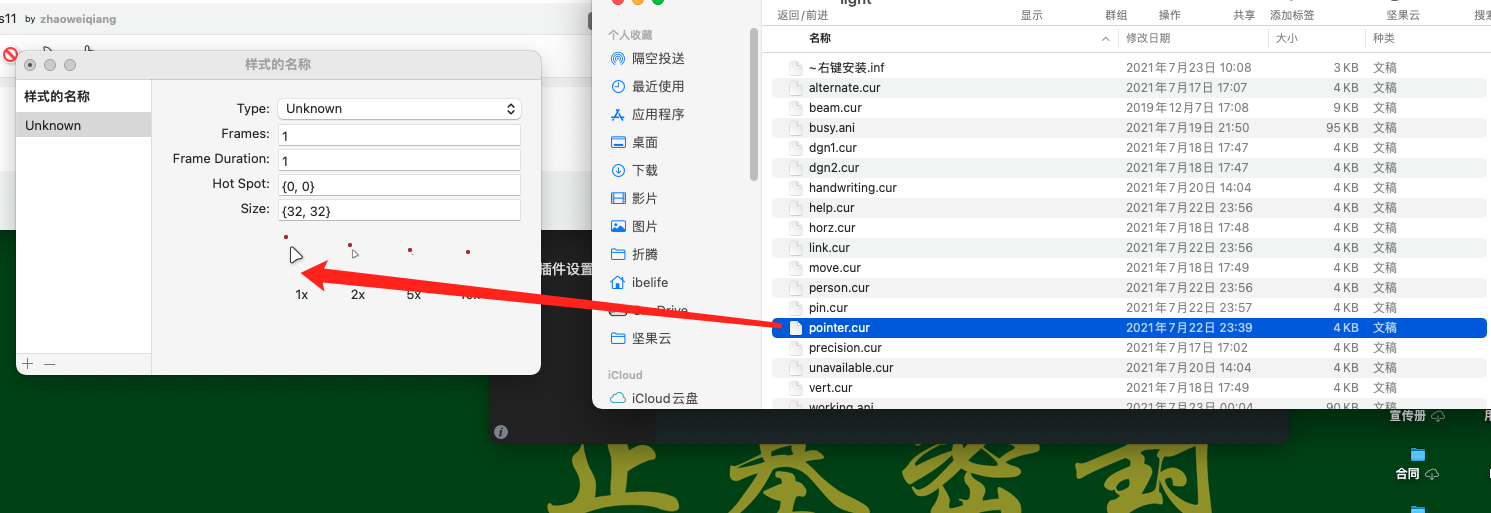 s11 by zhaoweiqiang
样式的名称
样式的名称
Unknown
Type: Unknown
Frames: 1
Frame Duration: 1
Hot Spot: {0, 0}
Size: {32, 32}
1x 2x 5x
插件设置
light
返回/前进 显示 群组 操作 共享 添加标签 坚果云 搜索
个人收藏
隔空投送
最近使用
应用程序
桌面
下载
影片
图片
折腾
ibelife
坚果云
iCloud
iCloud云盘
名称 修改日期 大小 种类
~右键安装.inf 2021年7月23日 10:08 3 KB 文稿
alternate.cur 2021年7月17日 17:07 4 KB 文稿
beam.cur 2019年12月7日 17:08 9 KB 文稿
busy.ani 2021年7月19日 21:50 95 KB 文稿
dgn1.cur 2021年7月18日 17:47 4 KB 文稿
dgn2.cur 2021年7月18日 17:47 4 KB 文稿
handwriting.cur 2021年7月20日 14:04 4 KB 文稿
help.cur 2021年7月22日 23:56 4 KB 文稿
horz.cur 2021年7月18日 17:48 4 KB 文稿
link.cur 2021年7月22日 23:56 4 KB 文稿
move.cur 2021年7月18日 17:49 4 KB 文稿
person.cur 2021年7月22日 23:56 4 KB 文稿
pin.cur 2021年7月22日 23:57 4 KB 文稿
pointer.cur 2021年7月22日 23:39 4 KB 文稿
precision.cur 2021年7月17日 17:02 4 KB 文稿
unavailable.cur 2021年7月20日 14:04 4 KB 文稿
vert.cur 2021年7月18日 17:49 4 KB 文稿
working.ani 2021年7月23日 00:04 90 KB 文稿
宣传册
合同